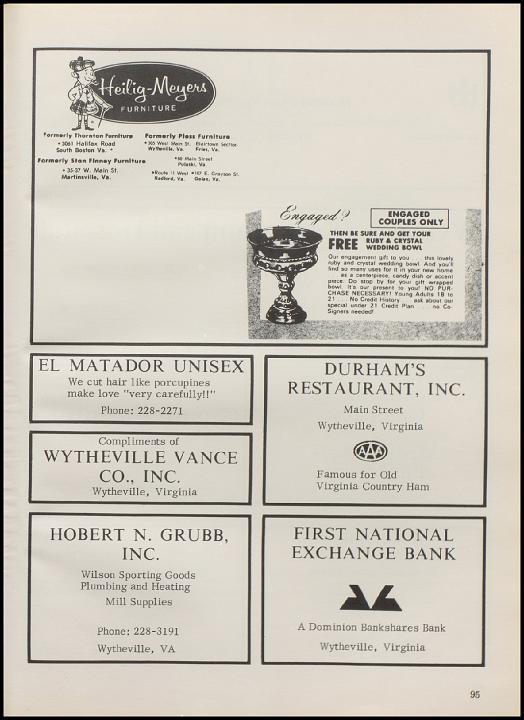 Heilig-Meyers
FURNITURE
Formerly Thornton Furniture
• 3061 Halifax Road
South Boston Va. •
Formerly Pless Furniture
• 305 West Main St. Blairtown Section
Wytheville, Va. Fries, Va.
Formerly Stan Finney Furniture
• 35-37 W. Main St.
Martinsville, Va.
•80 Main Street
Pulaski, Va.
•Route 11 West •107 E. Grayson St.
Radford, Va. Galax, Va.
Engaged?
ENGAGED
COUPLES ONLY
THEN BE SURE AND GET YOUR
FREE RUBY & CRYSTAL
WEDDING BOWL
Our engagement gift to you . . . this lovely
ruby and crystal wedding bowl. And you'll
find so many uses for it in your new home
. . . as a centerpiece, candy dish or accent
piece. Do stop by for your gift wrapped
bowl. It's our present to you! NO PUR-
CHASE NECESSARY! Young Adults 18 to
21 . . . No Credit History . . . ask about our
special under 21 Credit Plan . . . no Co-
Signers needed!
EL MATADOR UNISEX
We cut hair like porcupines
make love "very carefully!!"
Phone: 228-2271
Compliments of
WYTHEVILLE VANCE
CO., INC.
Wytheville, Virginia
DURHAM'S
RESTAURANT, INC.
Main Street
Wytheville, Virginia
AAA
Famous for Old
Virginia Country Ham
HOBERT N. GRUBB,
INC.
Wilson Sporting Goods
Plumbing and Heating
Mill Supplies
Phone: 228-3191
Wytheville, VA
FIRST NATIONAL
EXCHANGE BANK
A Dominion Bankshares Bank
Wytheville, Virginia
95